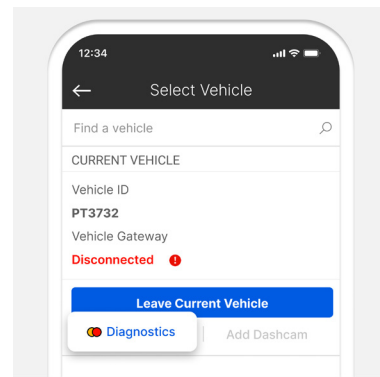 12:34
Select Vehicle
Find a vehicle
CURRENT VEHICLE
Vehicle ID
PT3732
Vehicle Gateway
Disconnected
Leave Current Vehicle
Diagnostics
Add Dashcam